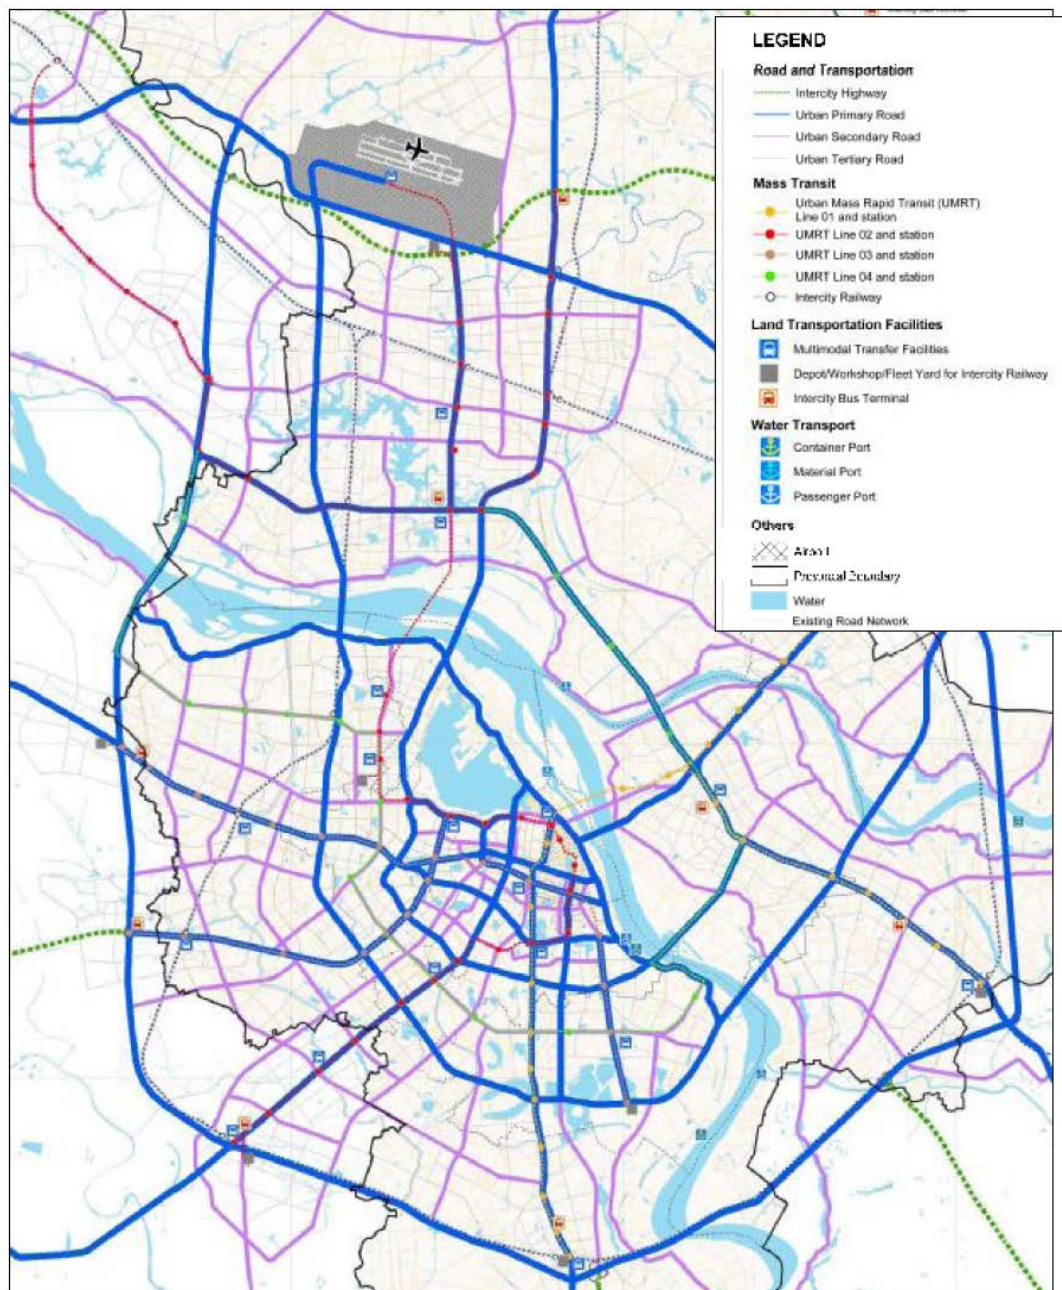 LEGEND
Road and Transportation
Intercity Highway
Urban Primary Road
Urban Secondary Road
Urban Tertiary Road
Mass Transit
Urban Mass Rapid Transit (UMRT)
Line 01 and station
UMRT Line 02 and station
UMRT Line 03 and station
UMRT Line 04 and station
Intercity Railway
Land Transportation Facilities
Multimodal Transfer Facilities
Depot/Workshop/Fleet Yard for Intercity Railway
Intercity Bus Terminal
Water Transport
Container Port
Material Port
Passenger Port
Others
Airport
Provincial Boundary
Water
Existing Road Network